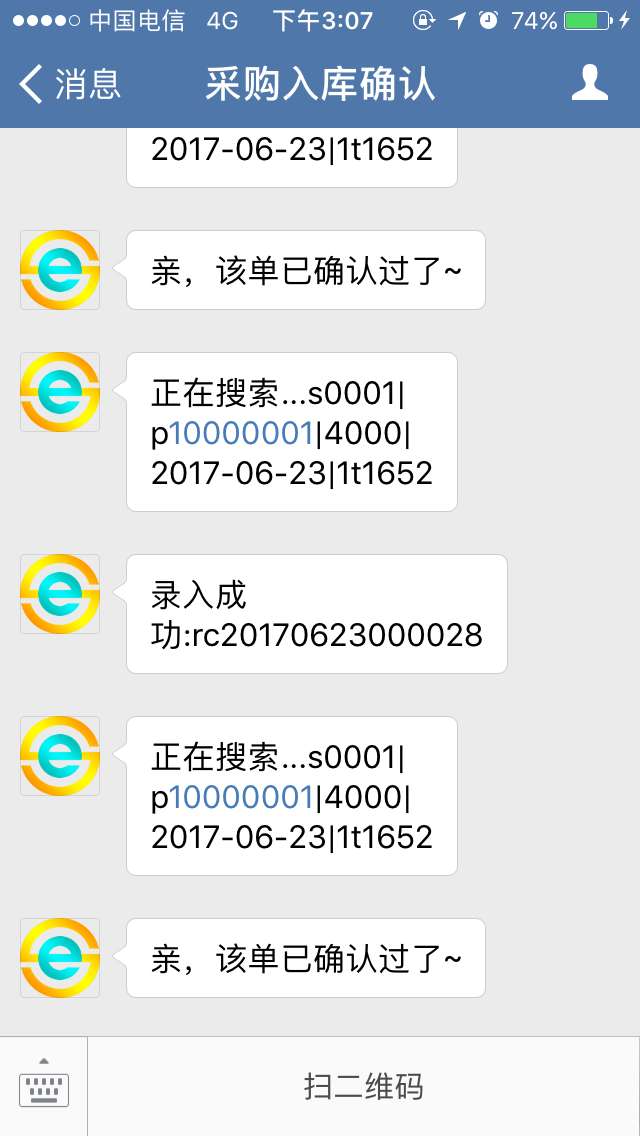 中国电信 4G 下午3:07 74%
消息 采购入库确认
2017-06-23|1t1652
亲，该单已确认过了~
正在搜索...s0001|
p10000001|4000|
2017-06-23|1t1652
录入成
功:rc20170623000028
正在搜索...s0001|
p10000001|4000|
2017-06-23|1t1652
亲，该单已确认过了~
扫二维码